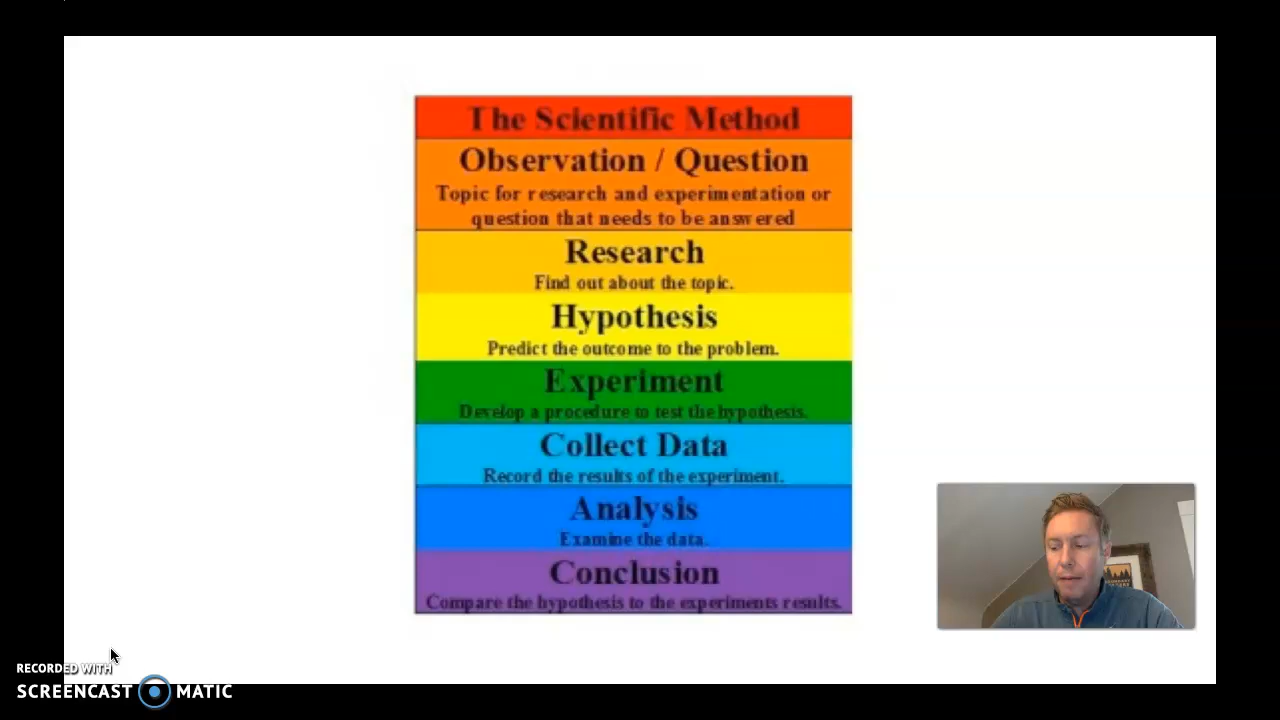 The Scientific Method
Observation / Question
Topic for research and experimentation or
question that needs to be answered
Research
Find out about the topic.
Hypothesis
Predict the outcome to the problem.
Experiment
Develop a procedure to test the hypothesis.
Collect Data
Record the results of the experiment.
Analysis
Examine the data.
Conclusion
Compare the hypothesis to the experiments results.
RECORDED WITH
SCREENCAST MATIC